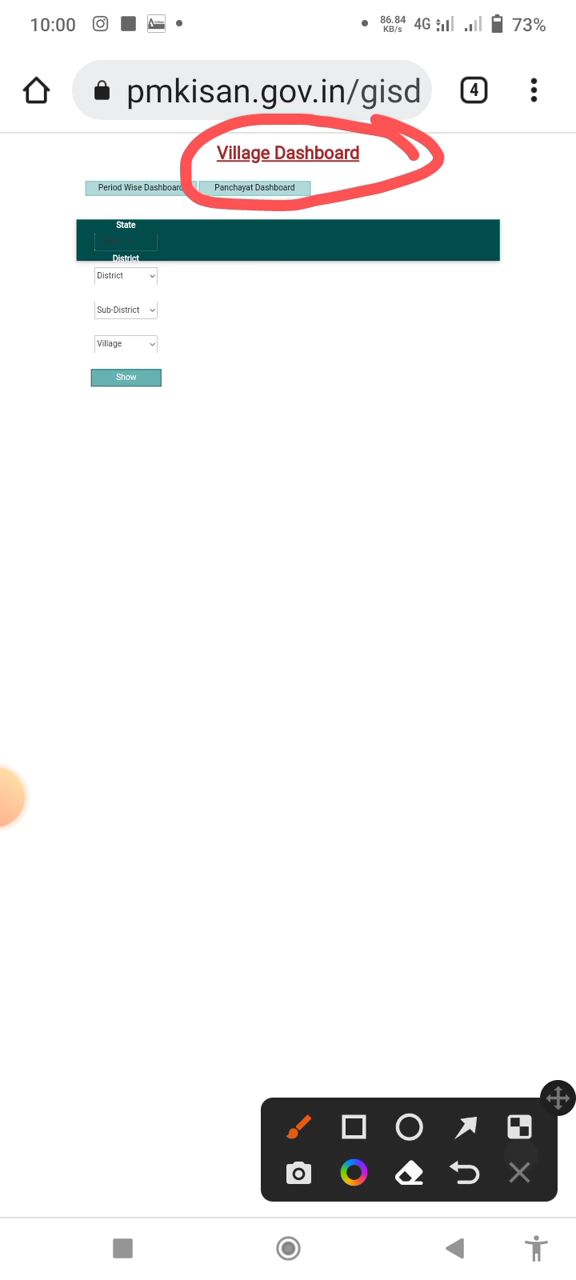 10:00
86.84 KB/s 4G 73%
pmkisan.gov.in/gisd
4
Village Dashboard
Period Wise Dashboard Panchayat Dashboard
State
District
District
Sub-District
Village
Show